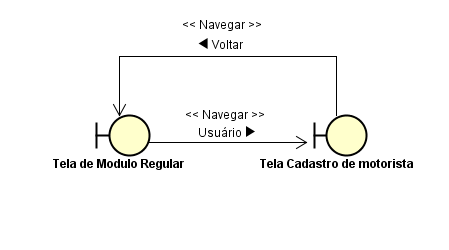 << Navegar >>
Voltar
<< Navegar >>
Usuário
Tela de Modulo Regular
Tela Cadastro de motorista